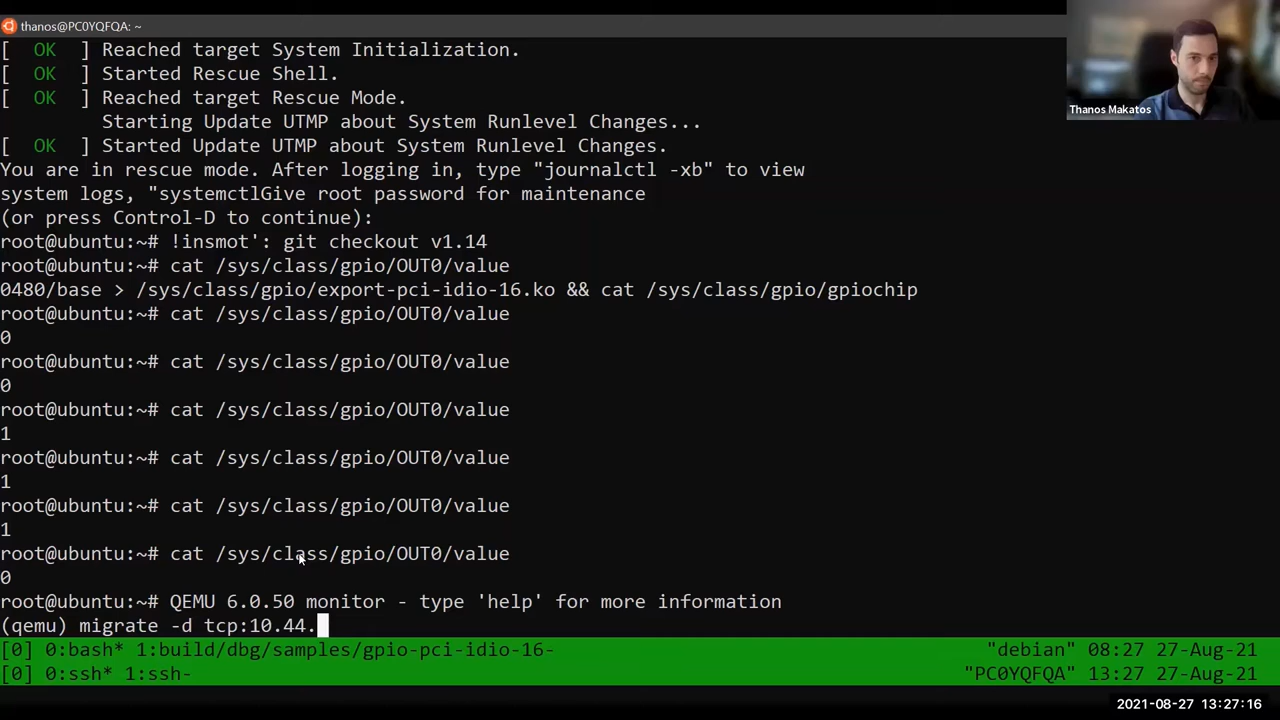 thanos@PC0YQFQA: ~
[  OK  ] Reached target System Initialization.
[  OK  ] Started Rescue Shell.
[  OK  ] Reached target Rescue Mode.
         Starting Update UTMP about System Runlevel Changes...
[  OK  ] Started Update UTMP about System Runlevel Changes.
You are in rescue mode. After logging in, type "journalctl -xb" to view
system logs, "systemctlGive root password for maintenance
(or press Control-D to continue):
root@ubuntu:~# !insmot': git checkout v1.14
root@ubuntu:~# cat /sys/class/gpio/OUT0/value
0480/base > /sys/class/gpio/export-pci-idio-16.ko && cat /sys/class/gpio/gpiochip
root@ubuntu:~# cat /sys/class/gpio/OUT0/value
0
root@ubuntu:~# cat /sys/class/gpio/OUT0/value
0
root@ubuntu:~# cat /sys/class/gpio/OUT0/value
1
root@ubuntu:~# cat /sys/class/gpio/OUT0/value
1
root@ubuntu:~# cat /sys/class/gpio/OUT0/value
1
root@ubuntu:~# cat /sys/class/gpio/OUT0/value
0
root@ubuntu:~# QEMU 6.0.50 monitor - type 'help' for more information
(qemu) migrate -d tcp:10.44.
[0] 0:bash* 1:build/dbg/samples/gpio-pci-idio-16- "debian" 08:27 27-Aug-21
[0] 0:ssh* 1:ssh- "PC0YQFQA" 13:27 27-Aug-21
Thanos Makatos
2021-08-27 13:27:16